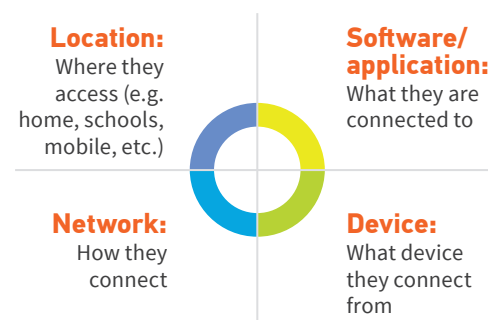 Location:
Where they
access (e.g.
home, schools,
mobile, etc.)
Software/
application:
What they are
connected to
Network:
How they
connect
Device:
What device
they connect
from